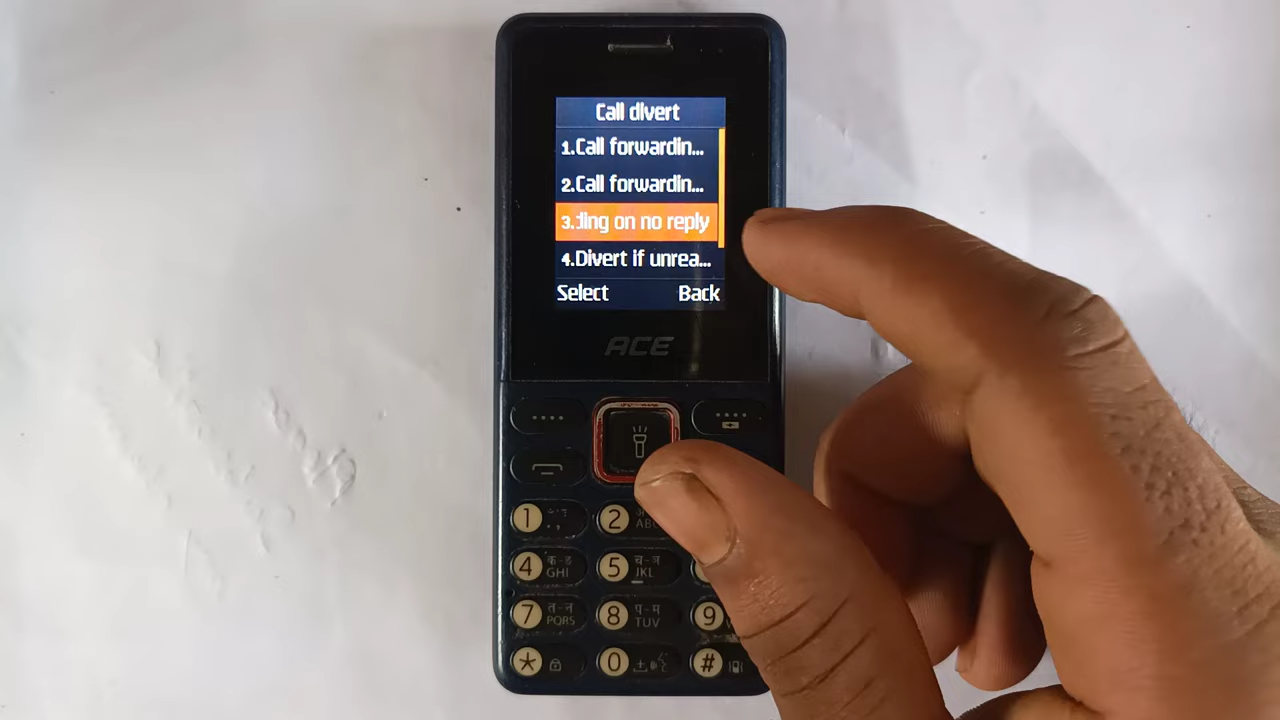 Call divert
1.Call forwardin...
2.Call forwardin...
3.:ling on no reply
4.Divert if unrea...
Select Back
ACE
1
2 ABC
4 क-ङ GHI
5 च-ञ JKL
7 त-न PQRS
8 प-म TUV
9
*
0
#